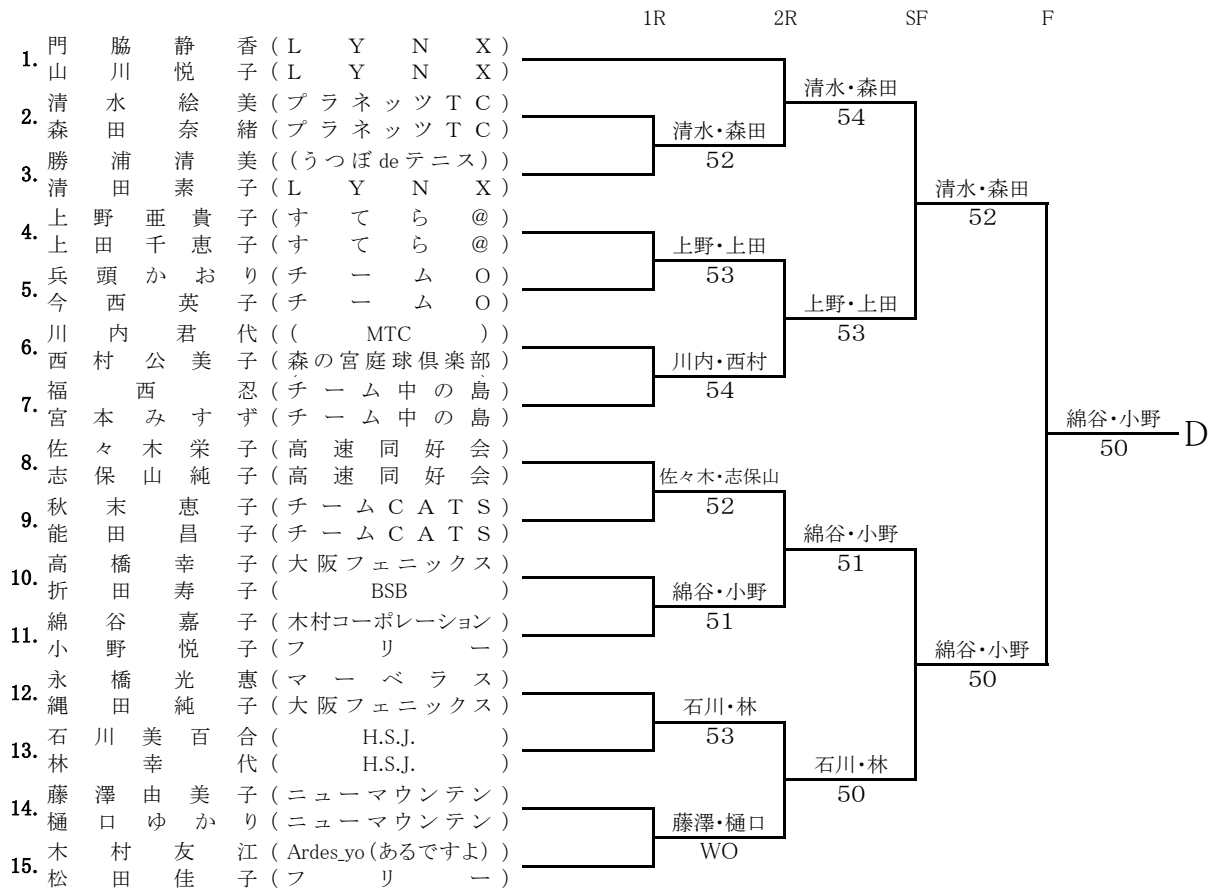 1R 2R SF F
1. 門脇静香(LYNX)
山川悦子(LYNX)
2. 清水絵美(プラネッツTC)
森田奈緒(プラネッツTC)
3. 勝浦清美((うつぼdeテニス))
清田素子(LYNX)
4. 上野亜貴子(すてら@)
上田千恵子(すてら@)
5. 兵頭かおり(チームO)
今西英子(チームO)
6. 川内君代((MTC))
西村公美子(森の宮庭球倶楽部)
7. 福西忍(チーム中の島)
宮本みすず(チーム中の島)
8. 佐々木栄子(高速同好会)
志保山純子(高速同好会)
9. 秋末恵子(チームCATS)
能田昌子(チームCATS)
10. 高橋幸子(大阪フェニックス)
折田寿子(BSB)
11. 綿谷嘉子(木村コーポレーション)
小野悦子(フリー)
12. 永橋光惠(マーベラス)
縄田純子(大阪フェニックス)
13. 石川美百合(H.S.J.)
林幸代(H.S.J.)
14. 藤澤由美子(ニューマウンテン)
樋口ゆかり(ニューマウンテン)
15. 木村友江(Ardes_yo(あるですよ))
松田佳子(フリー)
清水・森田
52
上野・上田
53
川内・西村
54
佐々木・志保山
52
綿谷・小野
51
石川・林
53
藤澤・樋口
WO
清水・森田
54
上野・上田
53
綿谷・小野
51
石川・林
50
清水・森田
52
綿谷・小野
50
綿谷・小野
50
D